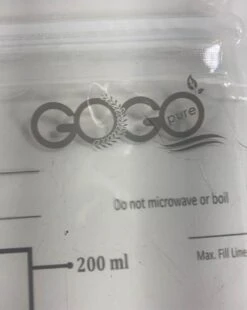 GOGO
pure
Do not microwave or boil
Max. Fill Line
200 ml